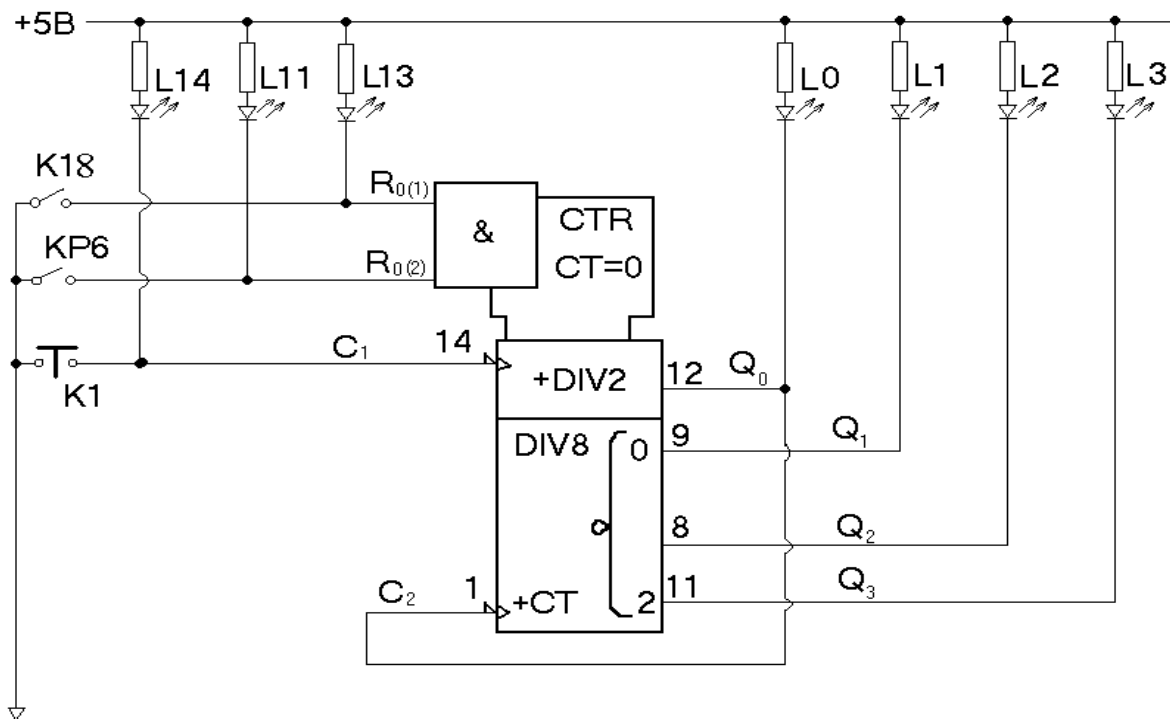 +5В
L14
L11
L13
L0
L1
L2
L3
K18
R0(1)
CTR
&
KP6
R0(2)
CT=0
C1
14
K1
+DIV2
12
Q0
DIV8
0
9
Q1
8
Q2
C2
1
+CT
2
11
Q3